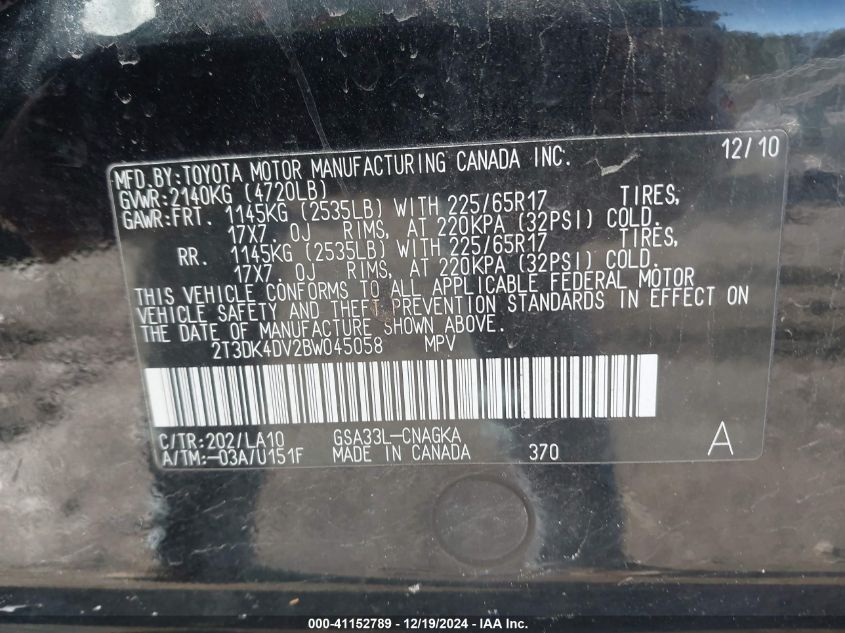 MFD.BY:TOYOTA MOTOR MANUFACTURING CANADA INC. 12/10
GVWR:2140KG (4720LB)
GAWR:FRT. 1145KG (2535LB) WITH 225/65R17 TIRES,
17X7. 0J RIMS, AT 220KPA (32PSI) COLD.
RR. 1145KG (2535LB) WITH 225/65R17 TIRES,
17X7. 0J RIMS, AT 220KPA (32PSI) COLD.
THIS VEHICLE CONFORMS TO ALL APPLICABLE FEDERAL MOTOR
VEHICLE SAFETY AND THEFT PREVENTION STANDARDS IN EFFECT ON
THE DATE OF MANUFACTURE SHOWN ABOVE.
2T3DK4DV2BW045058 MPV
C/TR:202/LA10 GSA33L-CNAGKA
A/TM:-03A/U151F MADE IN CANADA 370 A
000-41152789 - 12/19/2024 - IAA Inc.